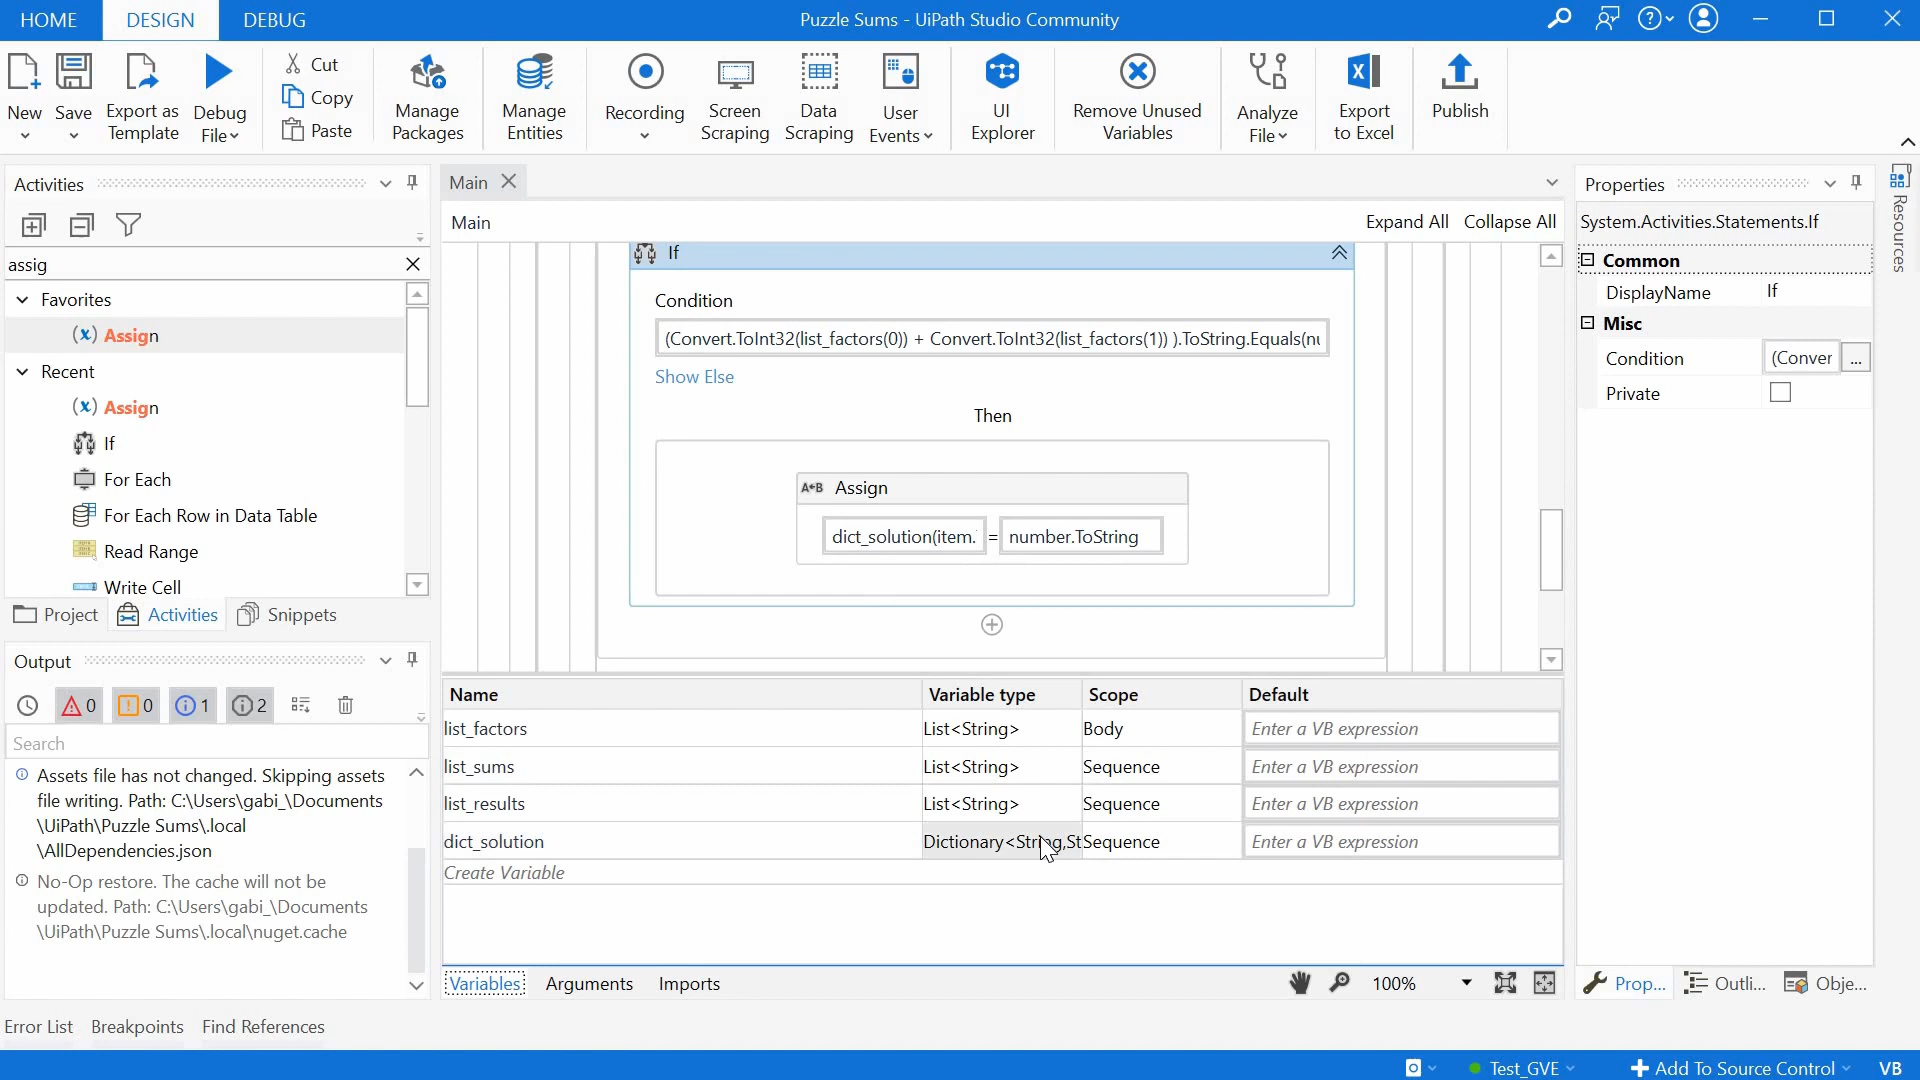 HOME
DESIGN
DEBUG
Puzzle Sums - UiPath Studio Community
New
Save
Export as
Template
Debug
File
Cut
Copy
Paste
Manage
Packages
Manage
Entities
Recording
Screen
Scraping
Data
Scraping
User
Events
UI
Explorer
Remove Unused
Variables
Analyze
File
Export
to Excel
Publish
Activities
assig
Favorites
Assign
Recent
Assign
If
For Each
For Each Row in Data Table
Read Range
Write Cell
Project
Activities
Snippets
Output
0
0
1
2
Search
Assets file has not changed. Skipping assets
file writing. Path: C:\Users\gabi_\Documents
\UiPath\Puzzle Sums\.local
\AllDependencies.json
No-Op restore. The cache will not be
updated. Path: C:\Users\gabi_\Documents
\UiPath\Puzzle Sums\.local\nuget.cache
Error List
Breakpoints
Find References
Main
Main
Expand All
Collapse All
If
Condition
(Convert.ToInt32(list_factors(0)) + Convert.ToInt32(list_factors(1)) ).ToString.Equals(nu
Show Else
Then
A←B Assign
dict_solution(item. = number.ToString
Name Variable type Scope Default
list_factors List<String> Body Enter a VB expression
list_sums List<String> Sequence Enter a VB expression
list_results List<String> Sequence Enter a VB expression
dict_solution Dictionary<String,St Sequence Enter a VB expression
Create Variable
Variables
Arguments
Imports
100%
Properties
System.Activities.Statements.If
Common
DisplayName If
Misc
Condition (Conver ...
Private
Prop...
Outli...
Obje...
Resources
Test_GVE
Add To Source Control
VB